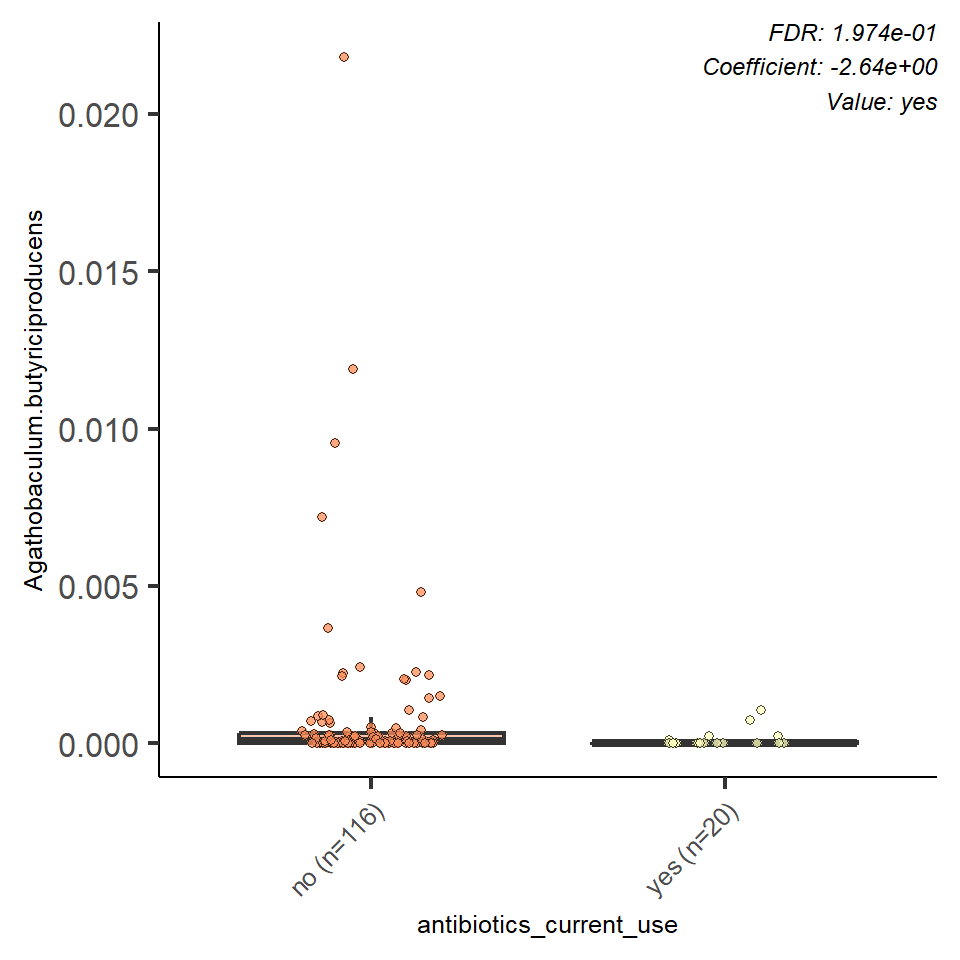 FDR: 1.974e-01
Coefficient: -2.64e+00
Value: yes
Agathobaculum.butyriciproducens
0.020
0.015
0.010
0.005
0.000
no (n=116)
yes (n=20)
antibiotics_current_use